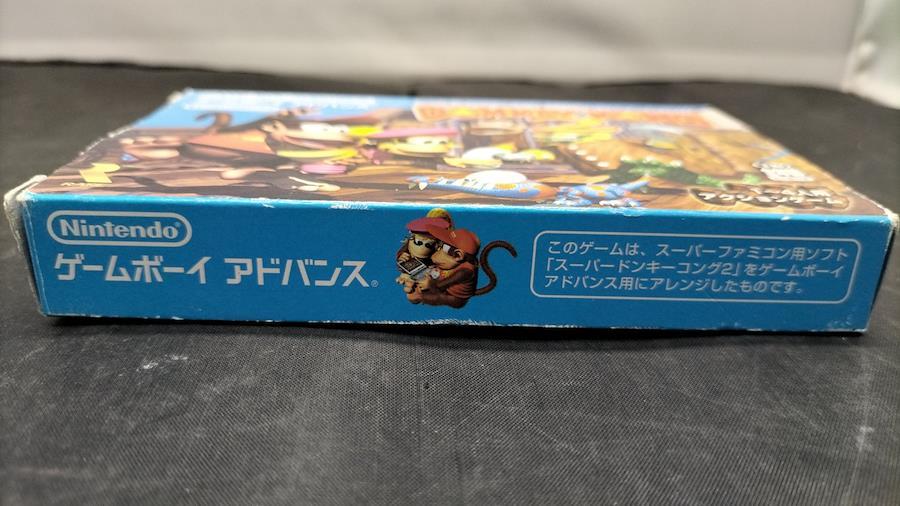 Nintendo
ゲームボーイ アドバンス®
このゲームは、スーパーファミコン用ソフト
「スーパードンキーコング2」をゲームボーイ
アドバンス用にアレンジしたものです。